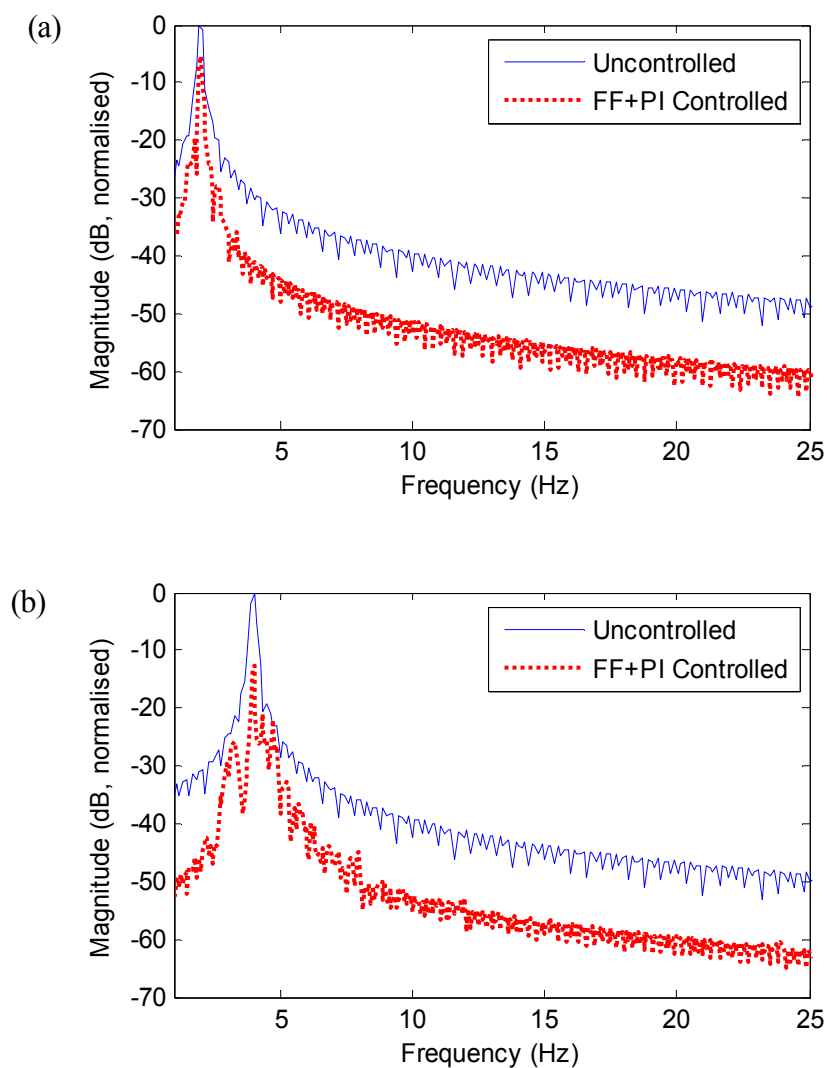 (a)
0
-10
-20
-30
-40
-50
-60
-70
Magnitude (dB, normalised)
Uncontrolled
FF+PI Controlled
5 10 15 20 25
Frequency (Hz)
(b)
0
-10
-20
-30
-40
-50
-60
-70
Magnitude (dB, normalised)
Uncontrolled
FF+PI Controlled
5 10 15 20 25
Frequency (Hz)